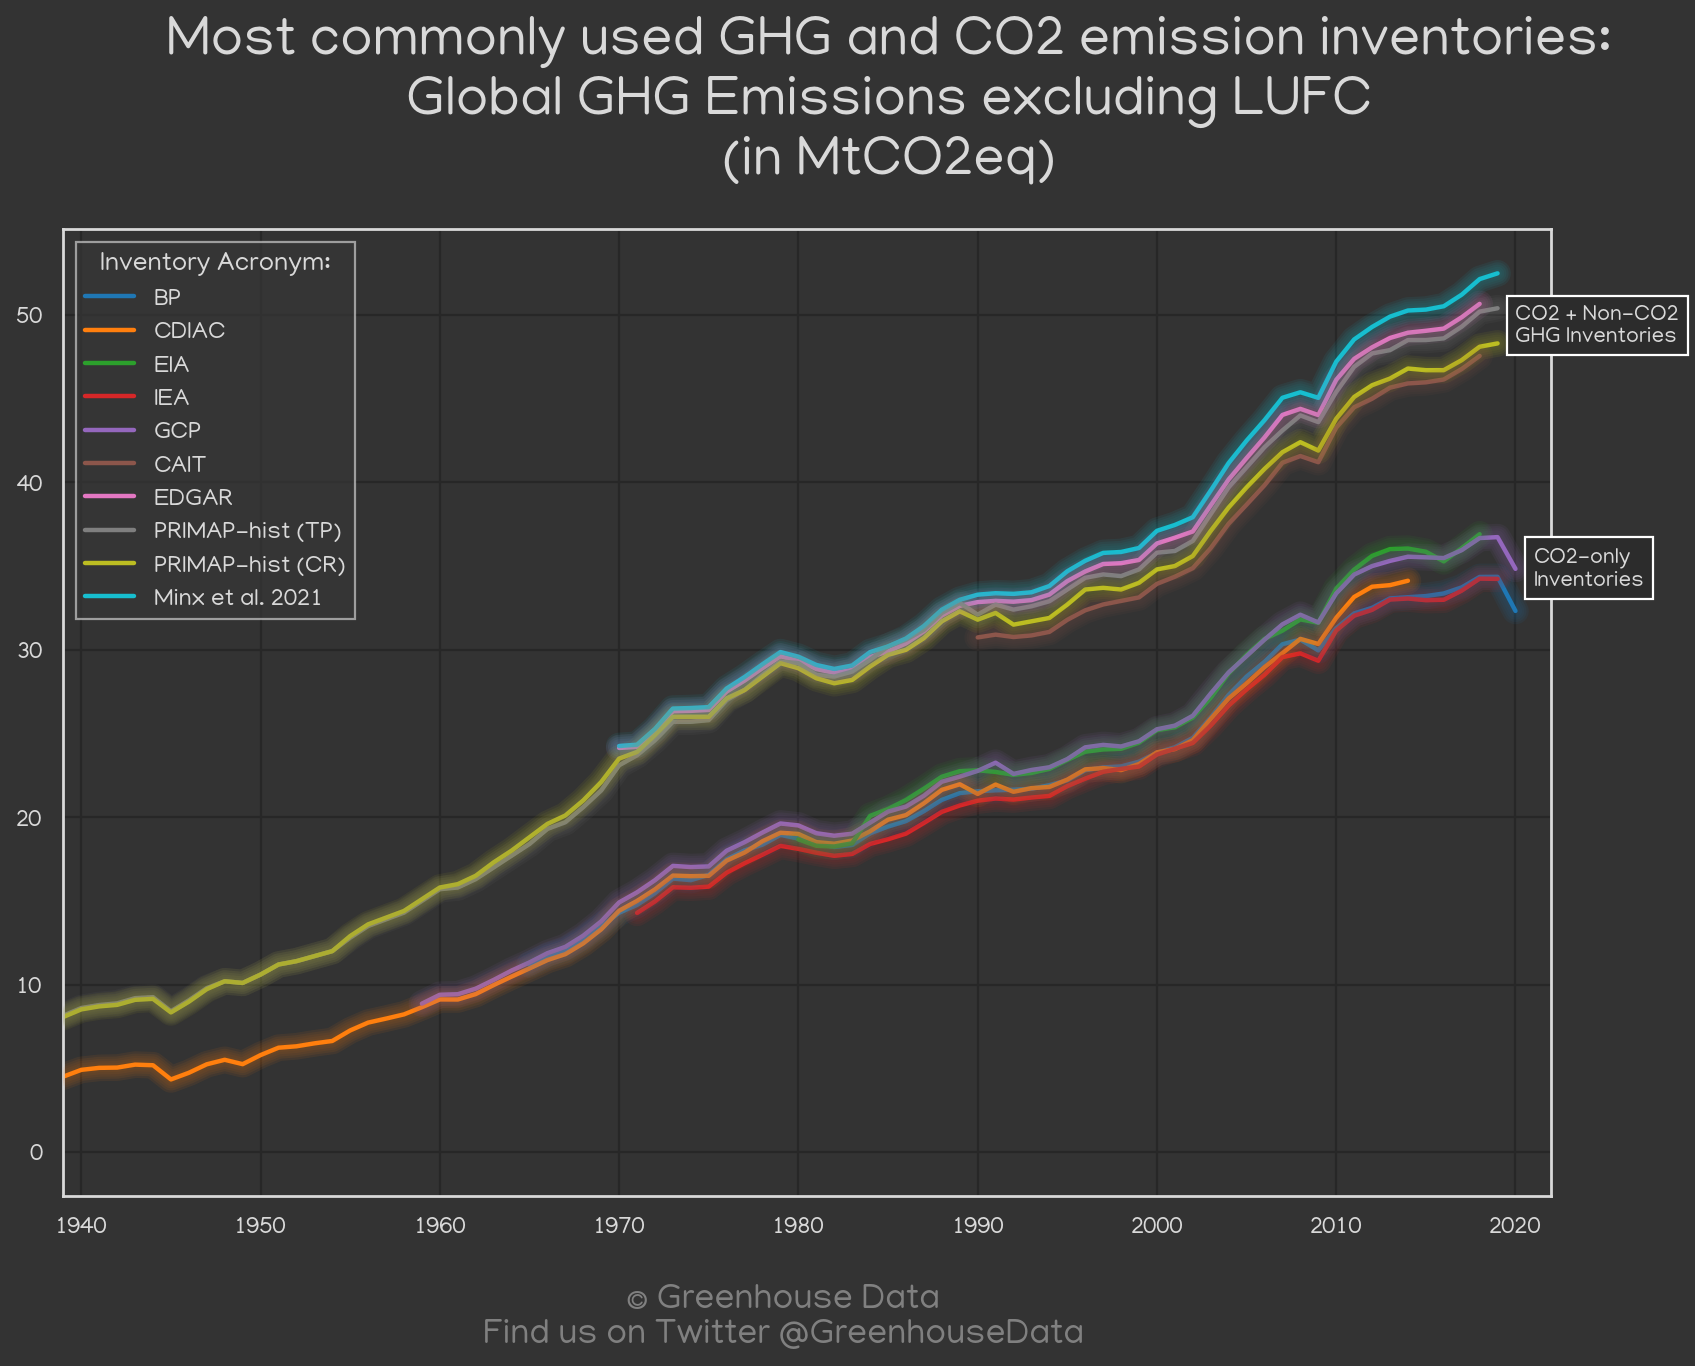 Most commonly used GHG and CO2 emission inventories:
Global GHG Emissions excluding LUFC
(in MtCO2eq)
Inventory Acronym:
BP
CDIAC
EIA
IEA
GCP
CAIT
EDGAR
PRIMAP-hist (TP)
PRIMAP-hist (CR)
Minx et al. 2021
50
40
30
20
10
0
CO2 + Non-CO2
GHG Inventories
CO2-only
Inventories
1940 1950 1960 1970 1980 1990 2000 2010 2020
© Greenhouse Data
Find us on Twitter @GreenhouseData